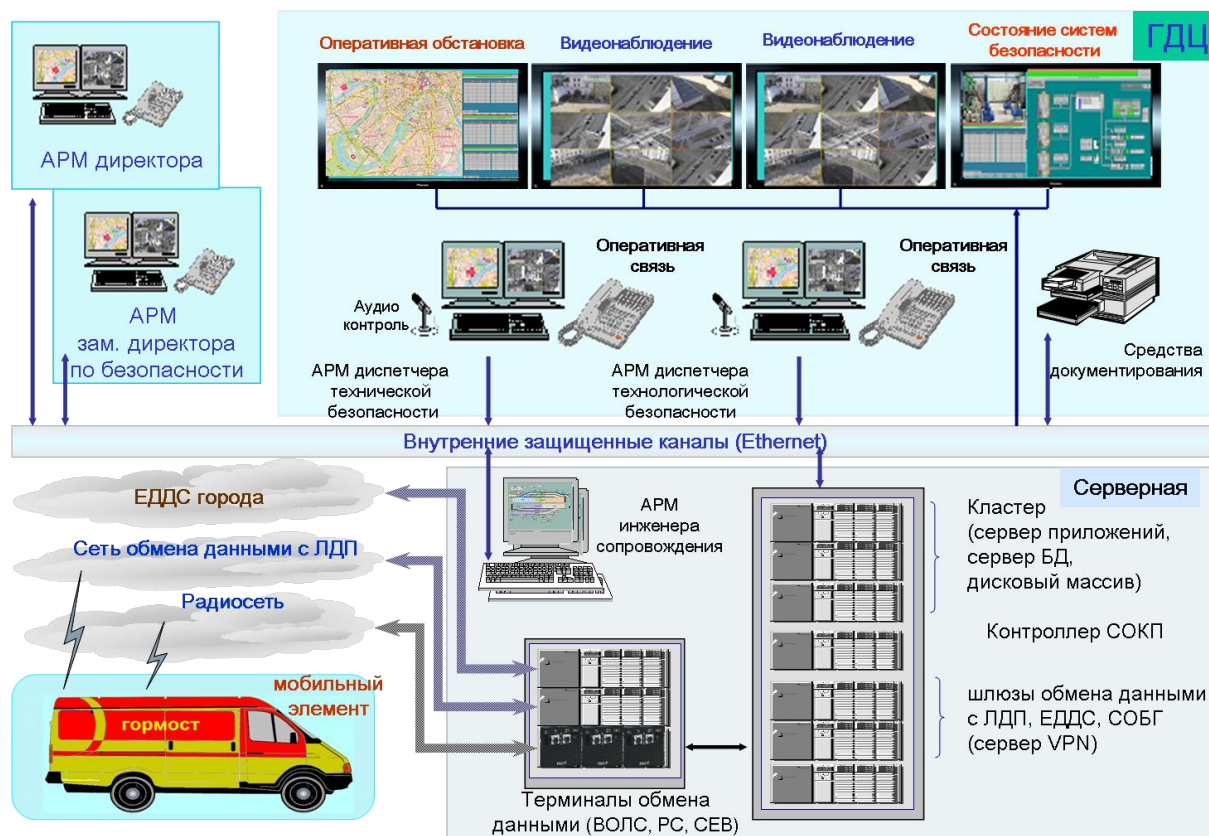 ГДЦ
Оперативная обстановка
Видеонаблюдение
Видеонаблюдение
Состояние систем
безопасности
АРМ директора
АРМ
зам. директора
по безопасности
Оперативная
связь
Оперативная
связь
Аудио
контроль
АРМ диспетчера
технической
безопасности
АРМ диспетчера
технологической
безопасности
Средства
документирования
Внутренние защищенные каналы (Ethernet)
ЕДДС города
Сеть обмена данными с ЛДП
Радиосеть
мобильный
элемент
гормост
АРМ
инженера
сопровождения
Серверная
Кластер
(сервер приложений,
сервер БД,
дисковый массив)
Контроллер СОКП
шлюзы обмена данными
с ЛДП, ЕДДС, СОБГ
(сервер VPN)
Терминалы обмена
данными (ВОЛС, РС, СЕВ)